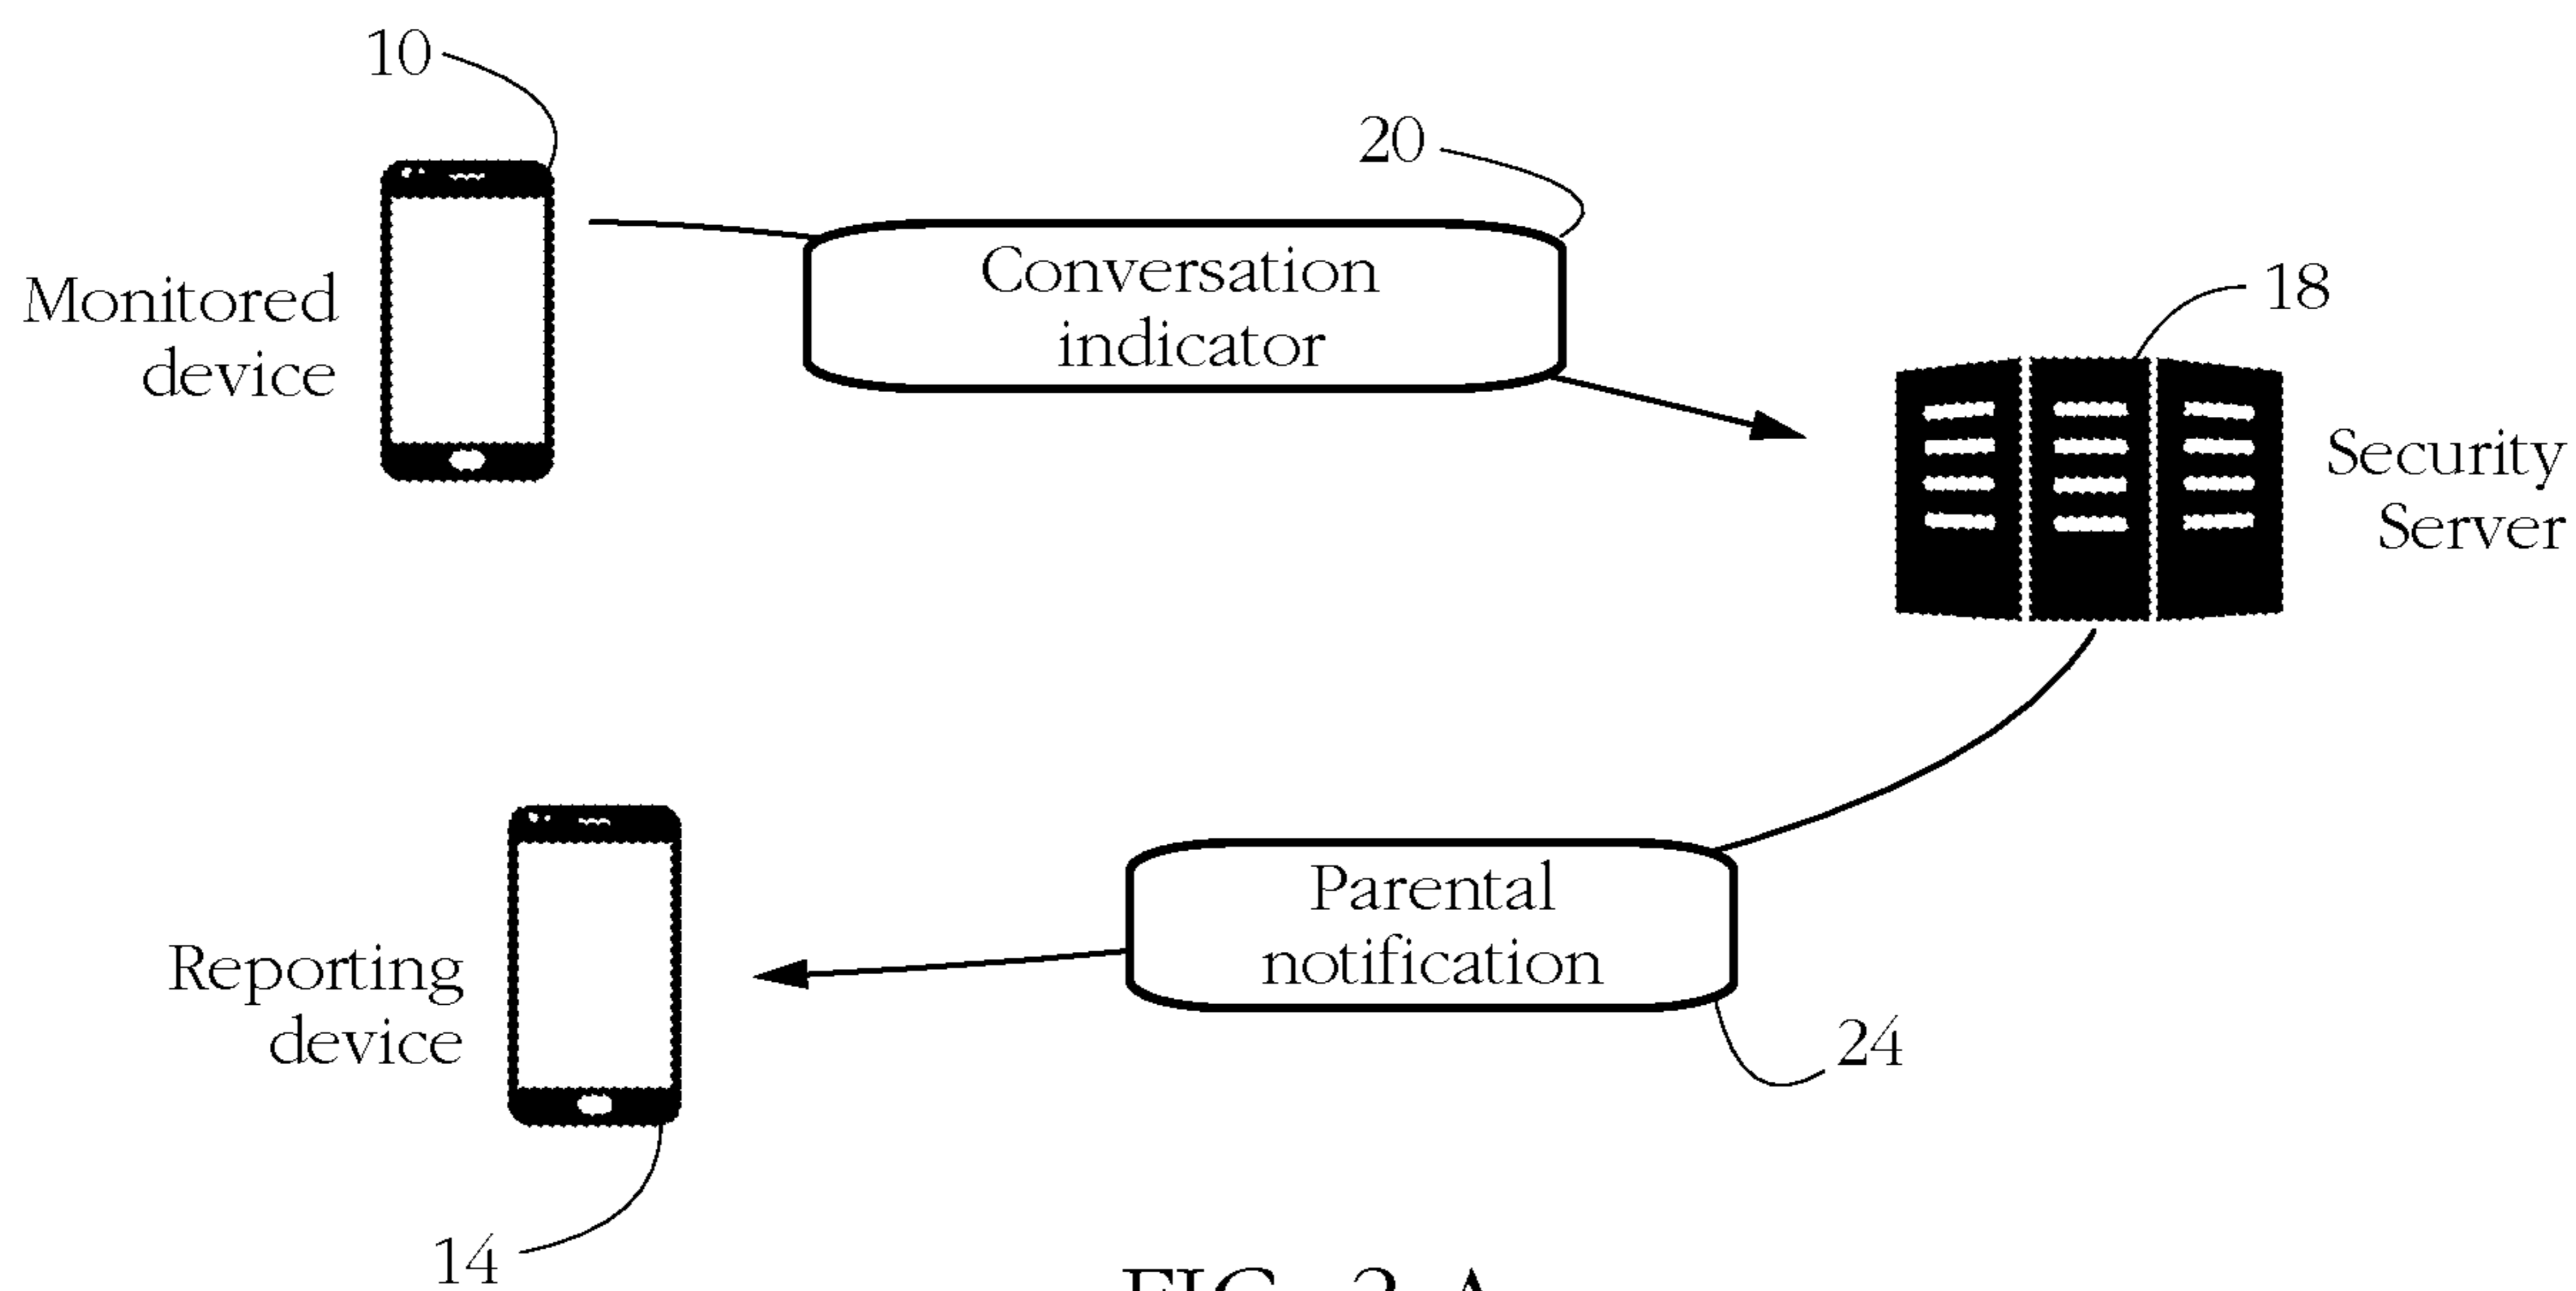 10
20
Conversation
indicator
18
Monitored
device
Security
Server
Parental
notification
Reporting
device
24
14